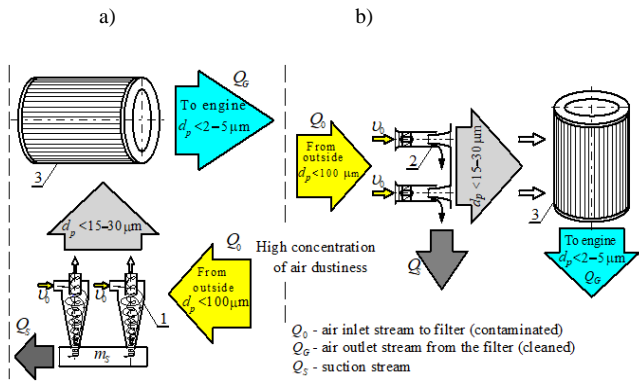 a)
b)
Q_G
To engine
d_p <2–5 μm
3
d_p <15–30 μm
Q_0
From outside
d_p <100 μm
υ_0
υ_0
1
Q_S
m_S
High concentration
of air dustiness
Q_0
From outside
d_p <100 μm
υ_0
υ_0
2
d_p <15–30 μm
3
To engine
d_p <2–5 μm
Q_G
Q_0 - air inlet stream to filter (contaminated)
Q_G - air outlet stream from the filter (cleaned)
Q_S - suction stream